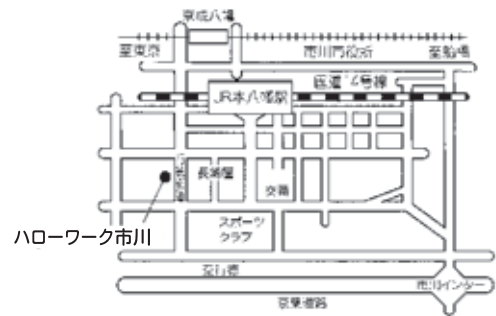 京成八幡
至東京
市川市役所
至船橋
国道14号線
JR本八幡駅
長崎屋
交番
ハローワーク市川
スポーツ
クラブ
至行徳
市川インター
京葉道路